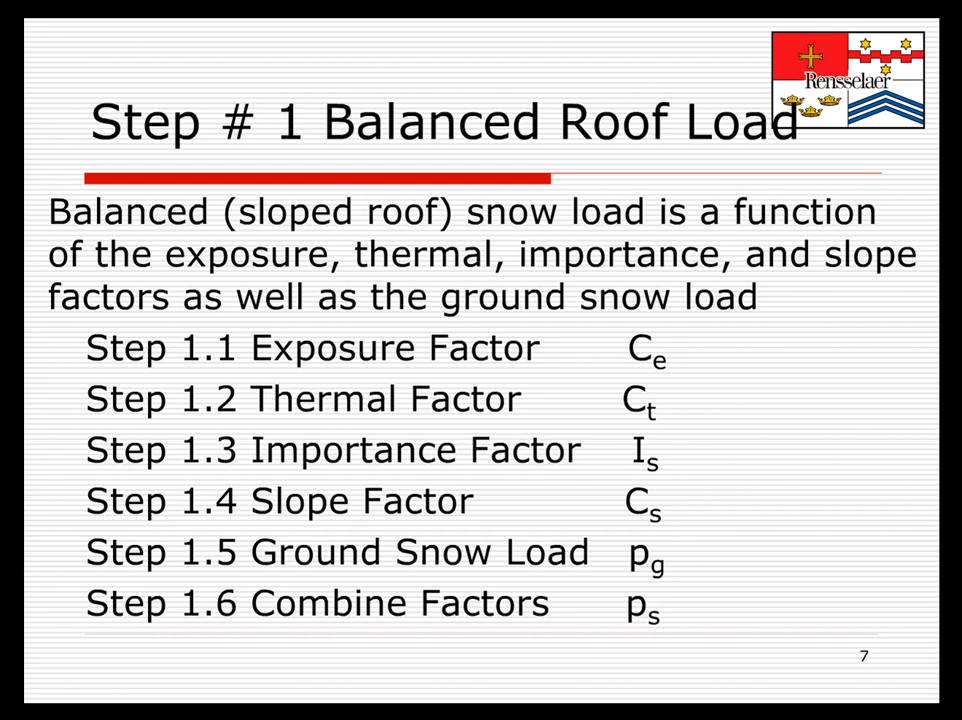 Rensselaer
Step # 1 Balanced Roof Load
Balanced (sloped roof) snow load is a function
of the exposure, thermal, importance, and slope
factors as well as the ground snow load
Step 1.1 Exposure Factor Ce
Step 1.2 Thermal Factor Ct
Step 1.3 Importance Factor Is
Step 1.4 Slope Factor Cs
Step 1.5 Ground Snow Load pg
Step 1.6 Combine Factors ps
7